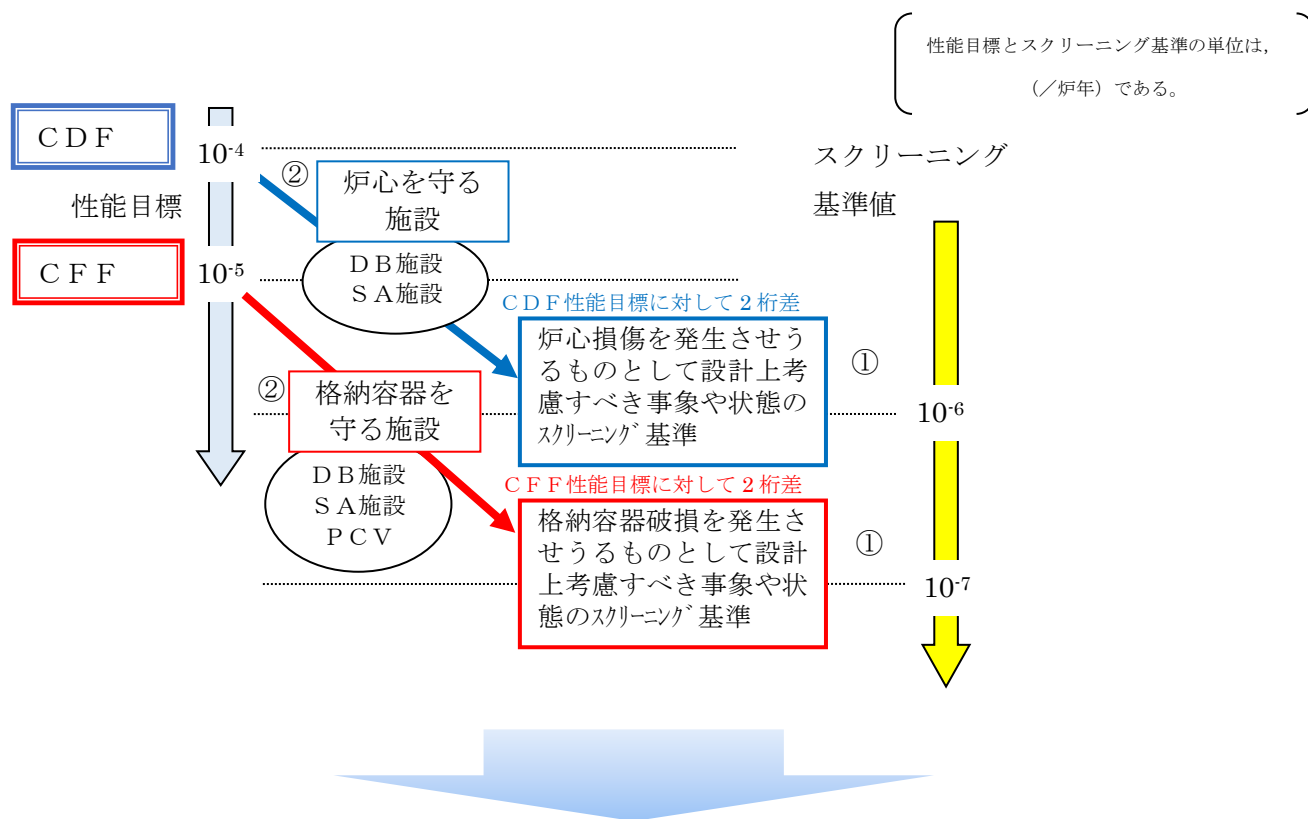 性能目標とスクリーニング基準の単位は，
（／炉年）である。
ＣＤＦ
10-4
性能目標
ＣＦＦ
10-5
②
炉心を守る
施設
ＤＢ施設
ＳＡ施設
スクリーニング
基準値
ＣＤＦ性能目標に対して 2 桁差
炉心損傷を発生させう
るものとして設計上考
慮すべき事象や状態の
ｽｸﾘｰﾆﾝｸﾞ基準
①
10-6
②
格納容器を
守る施設
ＤＢ施設
ＳＡ施設
ＰＣＶ
ＣＦＦ性能目標に対して 2 桁差
格納容器破損を発生さ
せうるものとして設計
上考慮すべき事象や状
態のｽｸﾘｰﾆﾝｸﾞ基準
①
10-7